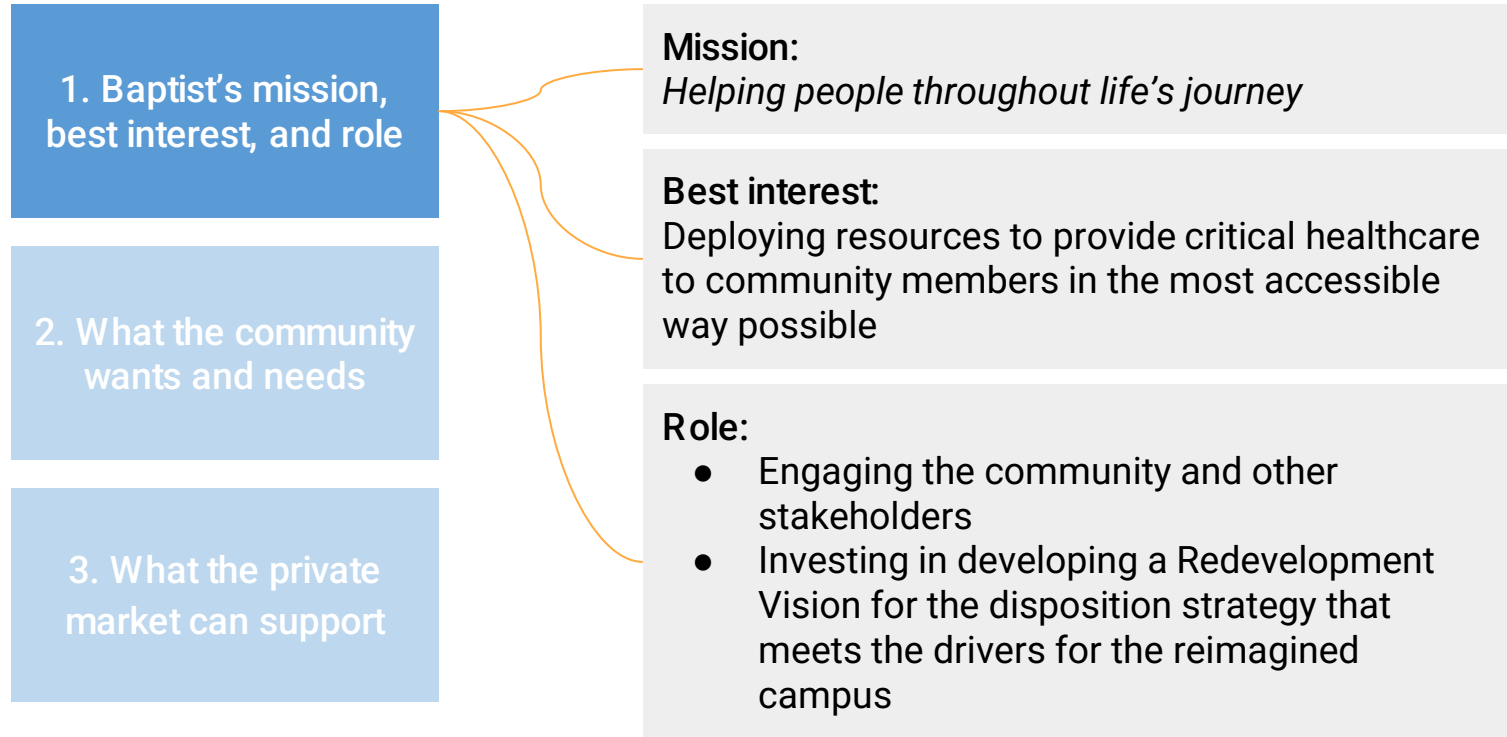 1. Baptist’s mission,
best interest, and role
2. What the community
wants and needs
3. What the private
market can support
Mission:
Helping people throughout life’s journey
Best interest:
Deploying resources to provide critical healthcare
to community members in the most accessible
way possible
Role:
● Engaging the community and other
stakeholders
● Investing in developing a Redevelopment
Vision for the disposition strategy that
meets the drivers for the reimagined
campus